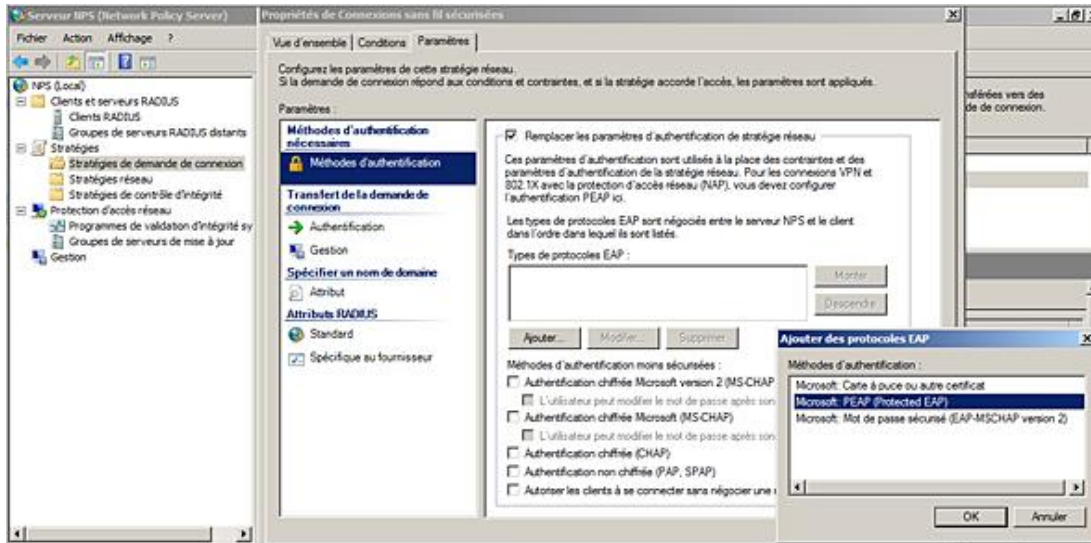 Serveur NPS (Network Policy Server)
Fichier Action Affichage ?
NPS (Local)
Clients et serveurs RADIUS
Clients RADIUS
Groupes de serveurs RADIUS distants
Stratégies
Stratégies de demande de connexion
Stratégies réseau
Stratégies de contrôle d'intégrité
Protection d'accès réseau
Programmes de validation d'intégrité sy
Groupes de serveurs de mise à jour
Gestion
Propriétés de Connexions sans fil sécurisées
Vue d'ensemble Conditions Paramètres
Configurez les paramètres de cette stratégie réseau.
Si la demande de connexion répond aux conditions et contraintes, et si la stratégie accorde l'accès, les paramètres sont appliqués.
Paramètres :
Méthodes d'authentification
nécessaires
Méthodes d'authentification
Transfert de la demande de
connexion
Authentification
Gestion
Spécifier un nom de domaine
Attribut
Attributs RADIUS
Standard
Spécifique au fournisseur
Remplacer les paramètres d'authentification de stratégie réseau
Ces paramètres d'authentification sont utilisés à la place des contraintes et des
paramètres d'authentification de la stratégie réseau. Pour les connexions VPN et
802.1X avec la protection d'accès réseau (NAP), vous devez configurer
l'authentification PEAP ici.
Les types de protocoles EAP sont négociés entre le serveur NPS et le client
dans l'ordre dans lequel ils sont listés.
Types de protocoles EAP :
Monter
Descendre
Ajouter... Modifier... Supprimer
Méthodes d'authentification moins sécurisées :
Authentification chiffrée Microsoft version 2 (MS-CHAP
L'utilisateur peut modifier le mot de passe après son
Authentification chiffrée Microsoft (MS-CHAP)
L'utilisateur peut modifier le mot de passe après son
Authentification chiffrée (CHAP)
Authentification non chiffrée (PAP, SPAP)
Autoriser les clients à se connecter sans négocier une
nsférées vers des
de de connexion.
Ajouter des protocoles EAP
Méthodes d'authentification :
Microsoft: Carte à puce ou autre certificat
Microsoft: PEAP (Protected EAP)
Microsoft: Mot de passe sécurisé (EAP-MSCHAP version 2)
OK Annuler